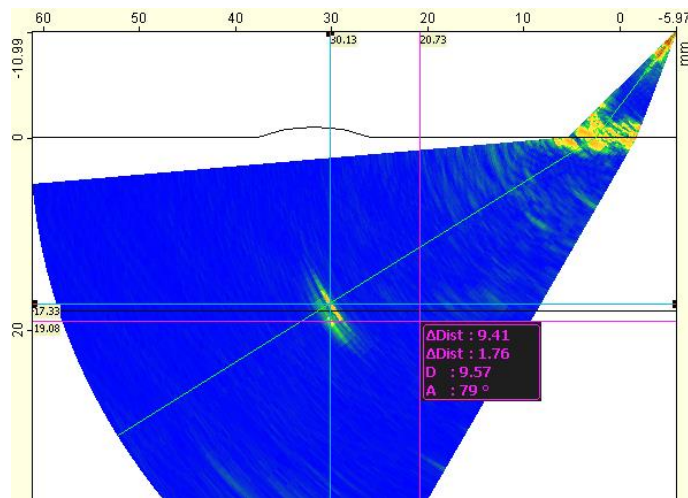 60 50 40 30 20 10 0 -5.97
30.13 20.73
-10.99
mm
0
17.33
19.08
20
ΔDist : 9.41
ΔDist : 1.76
D : 9.57
A : 79 °